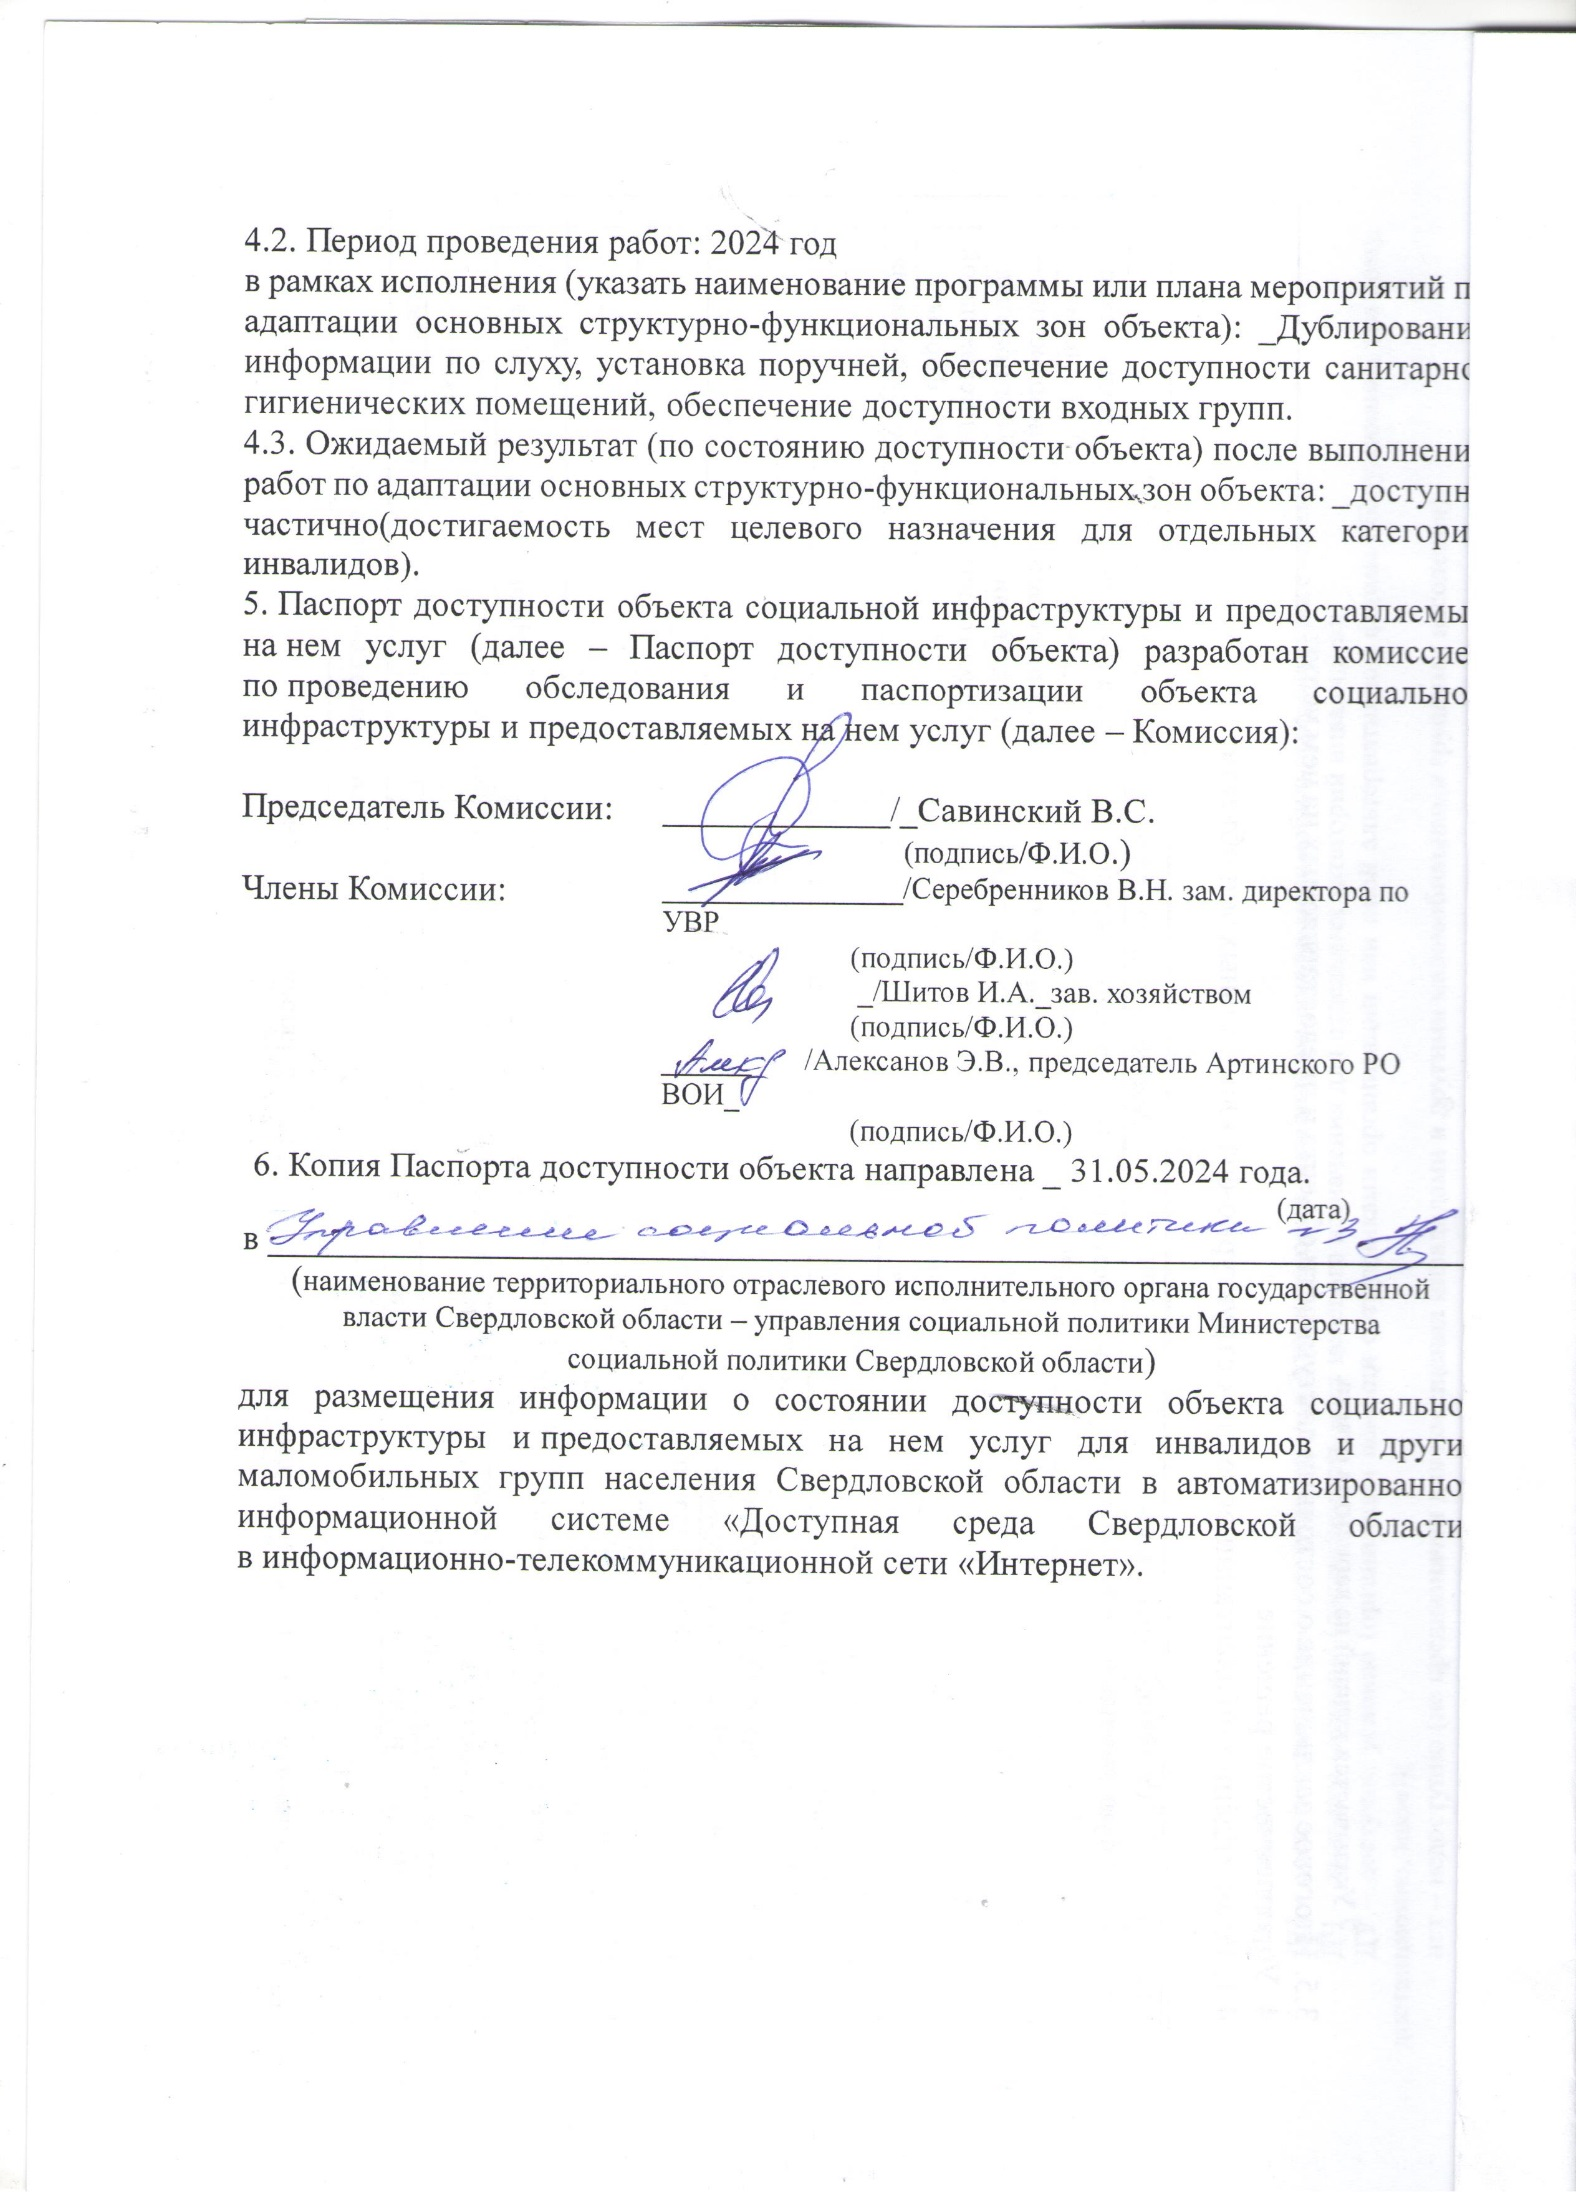 4.2. Период проведения работ: 2024 год
в рамках исполнения (указать наименование программы или плана мероприятий п
адаптации основных структурно-функциональных зон объекта): _Дублировани
информации по слуху, установка поручней, обеспечение доступности санитарно
гигиенических помещений, обеспечение доступности входных групп.
4.3. Ожидаемый результат (по состоянию доступности объекта) после выполнени
работ по адаптации основных структурно-функциональных зон объекта: _доступн
частично(достигаемость мест целевого назначения для отдельных категори
инвалидов).
5. Паспорт доступности объекта социальной инфраструктуры и предоставляемы
на нем услуг (далее – Паспорт доступности объекта) разработан комиссие
по проведению обследования и паспортизации объекта социально
инфраструктуры и предоставляемых на нем услуг (далее – Комиссия):
Председатель Комиссии: _____________/_Савинский В.С.
(подпись/Ф.И.О.)
Члены Комиссии: ________________/Серебренников В.Н. зам. директора по
УВР
(подпись/Ф.И.О.)
_/Шитов И.А._зав. хозяйством
(подпись/Ф.И.О.)
______ /Алексанов Э.В., председатель Артинского РО
ВОИ_
(подпись/Ф.И.О.)
6. Копия Паспорта доступности объекта направлена _ 31.05.2024 года.
(дата)
в Управление социальной политики №3
(наименование территориального отраслевого исполнительного органа государственной
власти Свердловской области – управления социальной политики Министерства
социальной политики Свердловской области)
для размещения информации о состоянии доступности объекта социально
инфраструктуры и предоставляемых на нем услуг для инвалидов и други
маломобильных групп населения Свердловской области в автоматизированно
информационной системе «Доступная среда Свердловской области
в информационно-телекоммуникационной сети «Интернет».